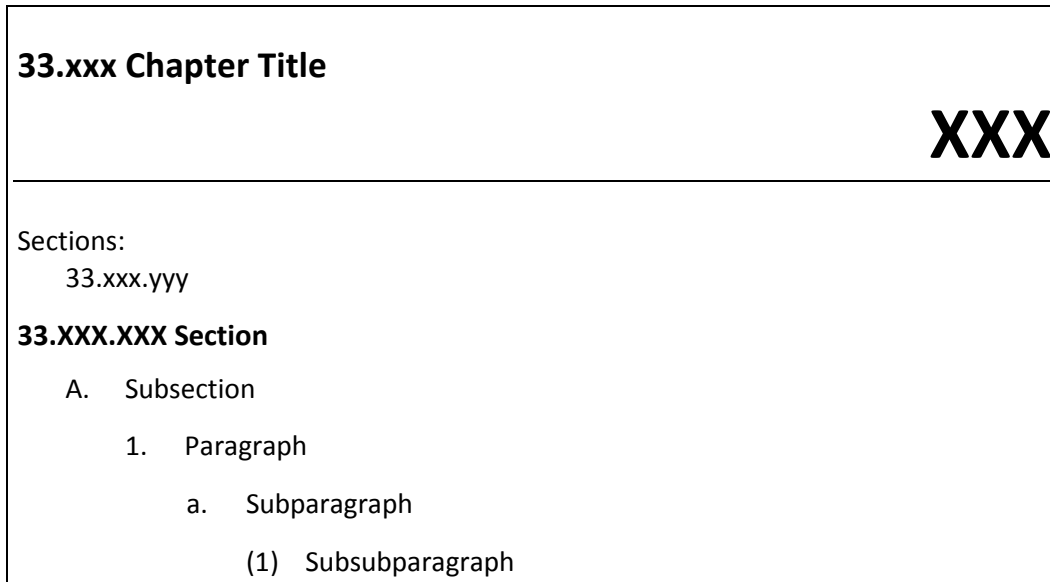 33.xxx Chapter Title
XXX
Sections:
33.xxx.yyy
33.XXX.XXX Section
A. Subsection
1. Paragraph
a. Subparagraph
(1) Subsubparagraph